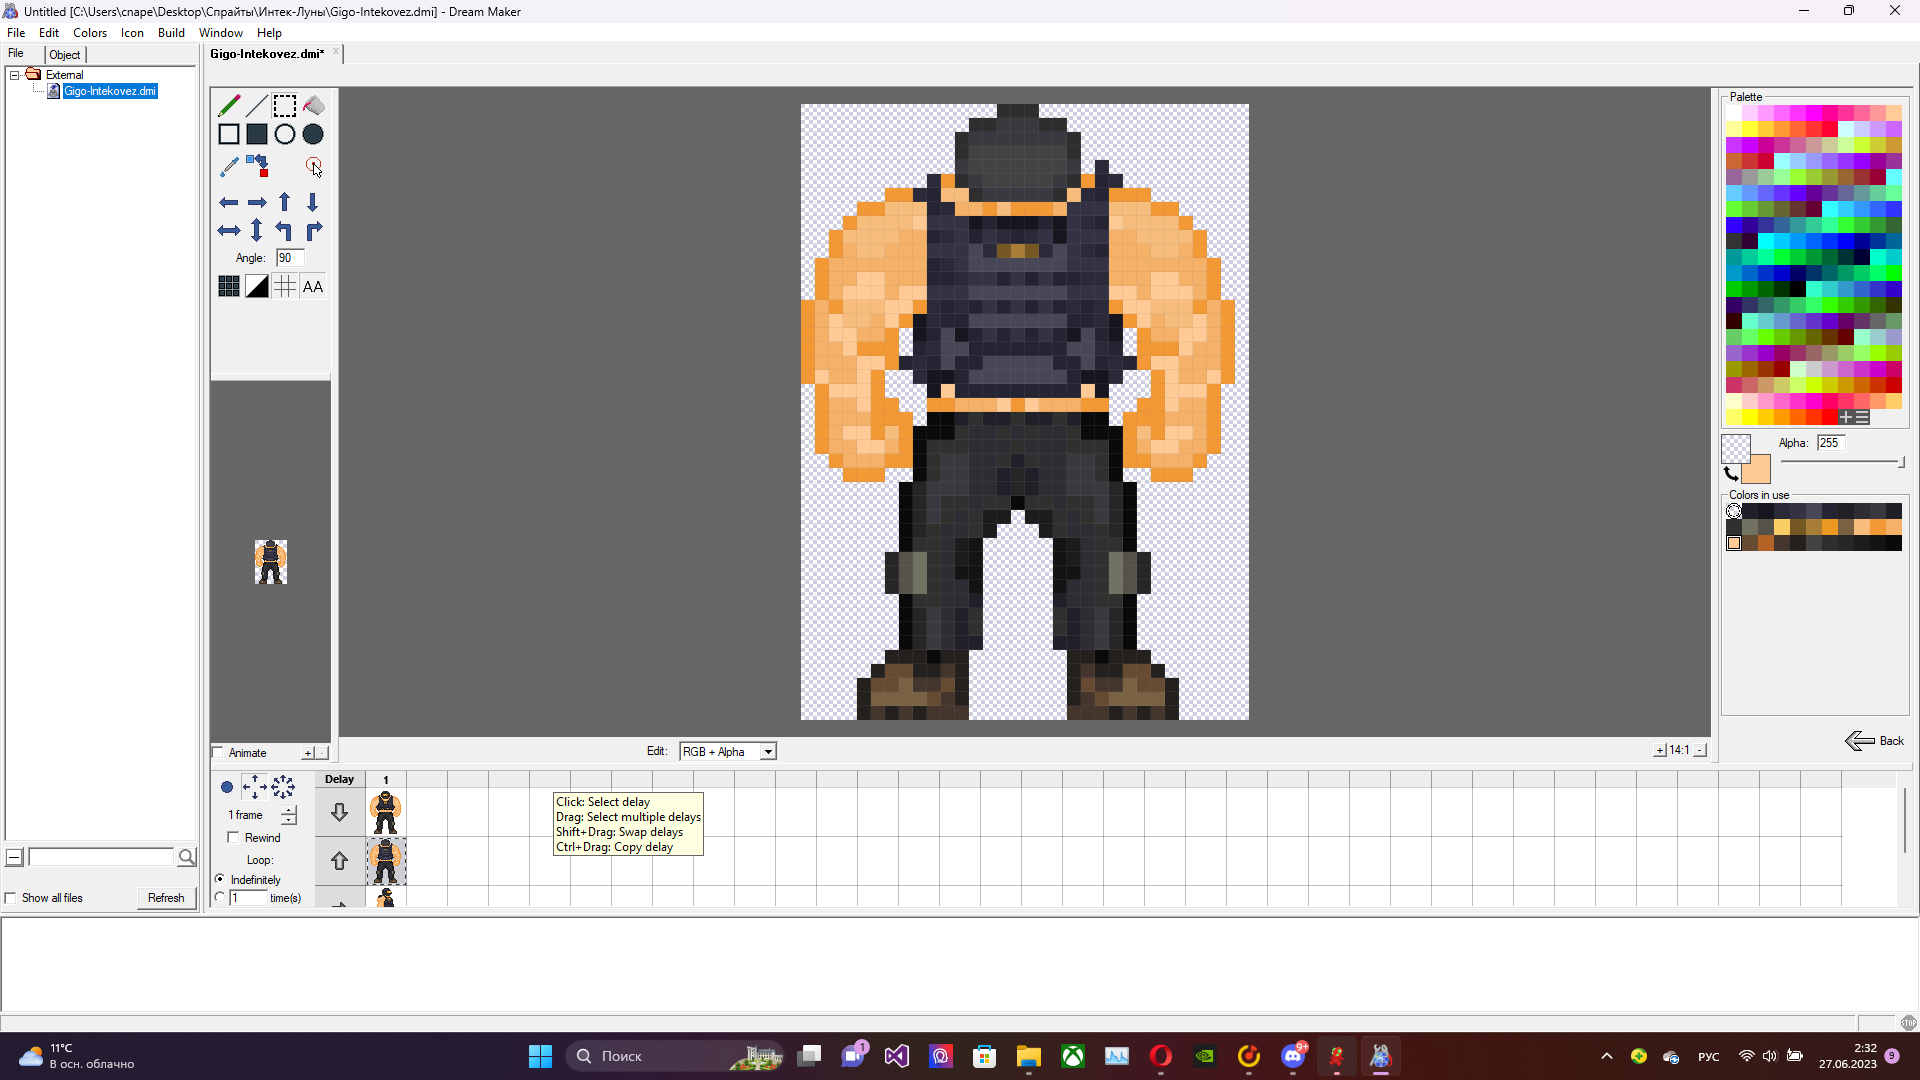 Untitled [C:\Users\cnape\Desktop\Спрайты\Интек-Луны\Gigo-Intekovez.dmi] - Dream Maker
File Edit Colors Icon Build Window Help
File Object
Gigo-Intekovez.dmi*
External
Gigo-Intekovez.dmi
Angle: 90
AA
Palette
Alpha: 255
Colors in use
Back
Animate + -
Edit: RGB + Alpha
+ 14:1 -
Delay 1
1 frame
Rewind
Loop:
Indefinitely
1 time(s)
Click: Select delay
Drag: Select multiple delays
Shift+Drag: Swap delays
Ctrl+Drag: Copy delay
Show all files Refresh
STOP
11°C
В осн. облачно
Поиск
1
9+
РУС
2:32
27.06.2023
9